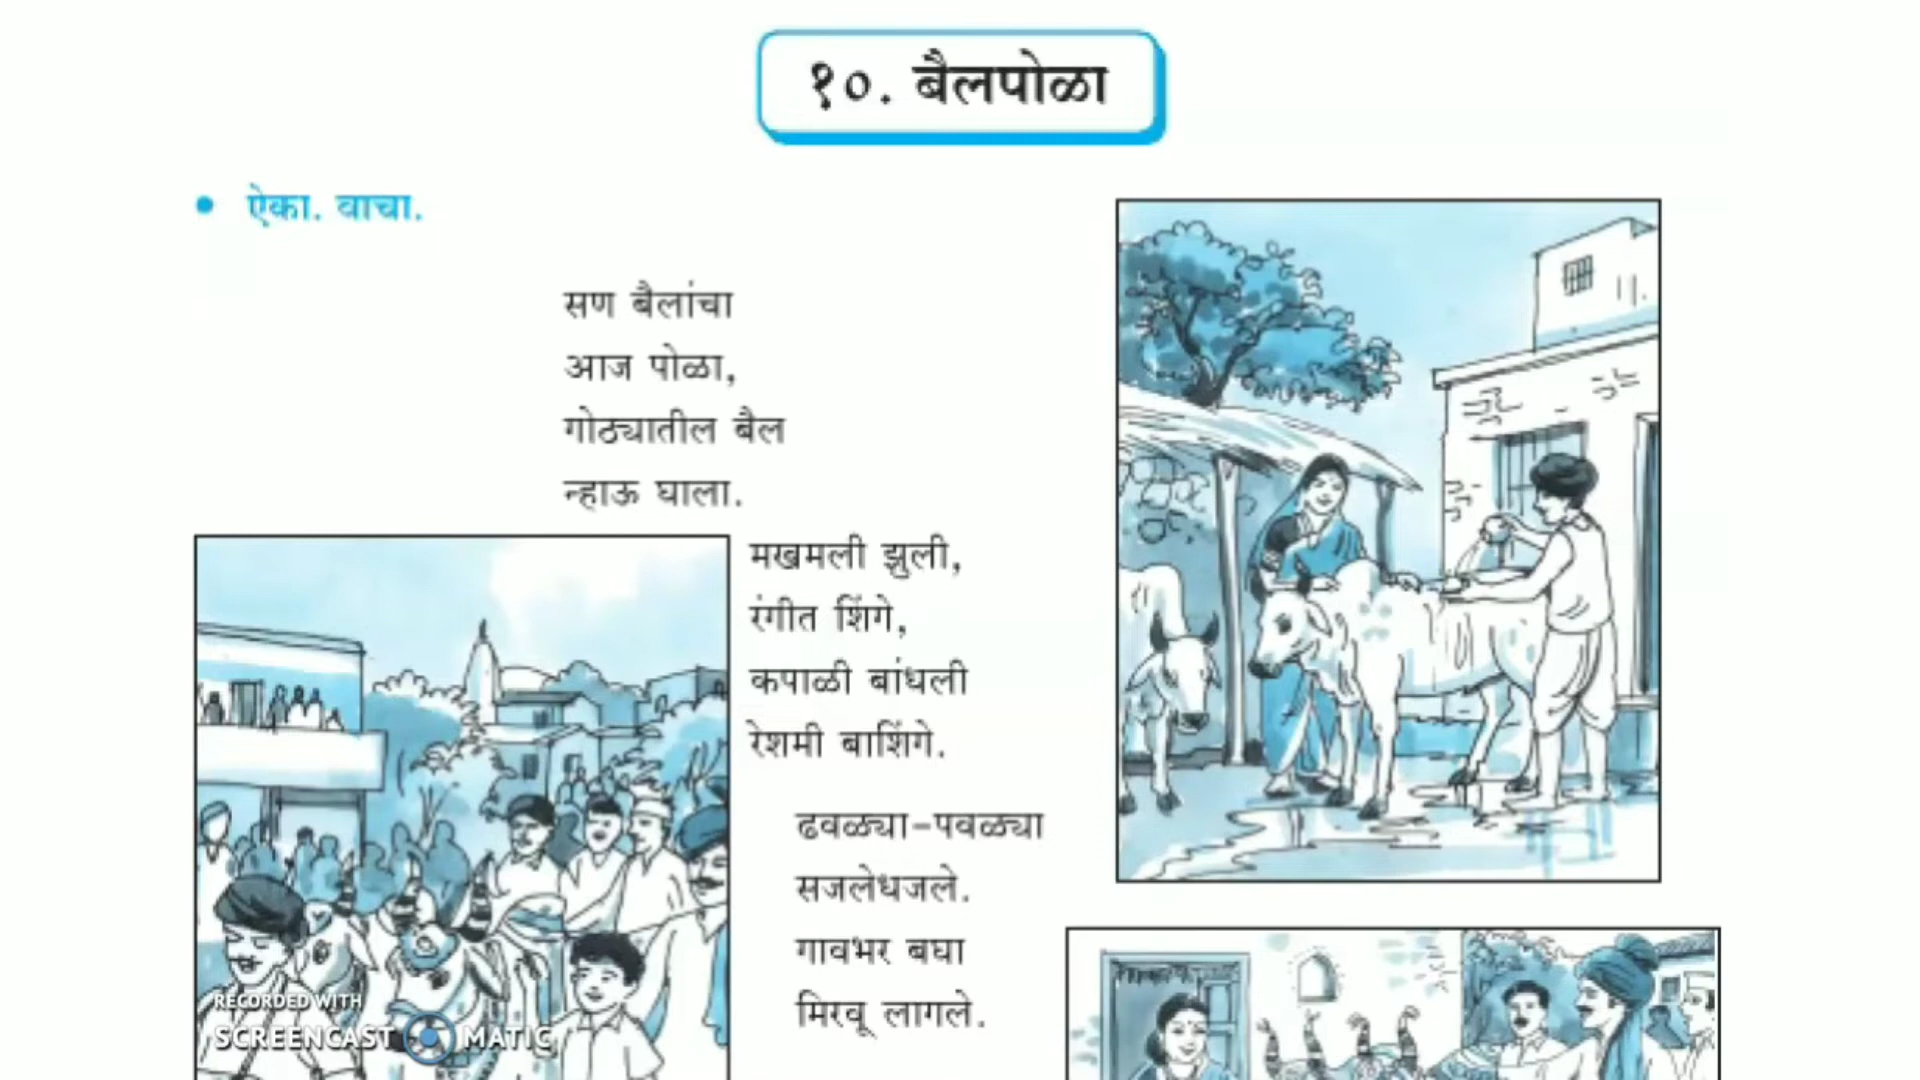 १०. बैलपोळा
• ऐका. वाचा.
सण बैलांचा
आज पोळा,
गोठ्यातील बैल
न्हाऊ घाला.
मखमली झुली,
रंगीत शिंगे,
कपाळी बांधली
रेशमी बाशिंगे.
ढवळ्या-पवळ्या
सजलेधजले.
गावभर बघा
मिरवू लागले.
RECORDED WITH
SCREENCAST MATIC